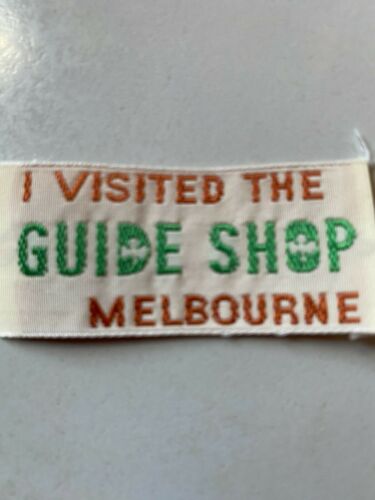 I VISITED THE
GUIDE SHOP
MELBOURNE